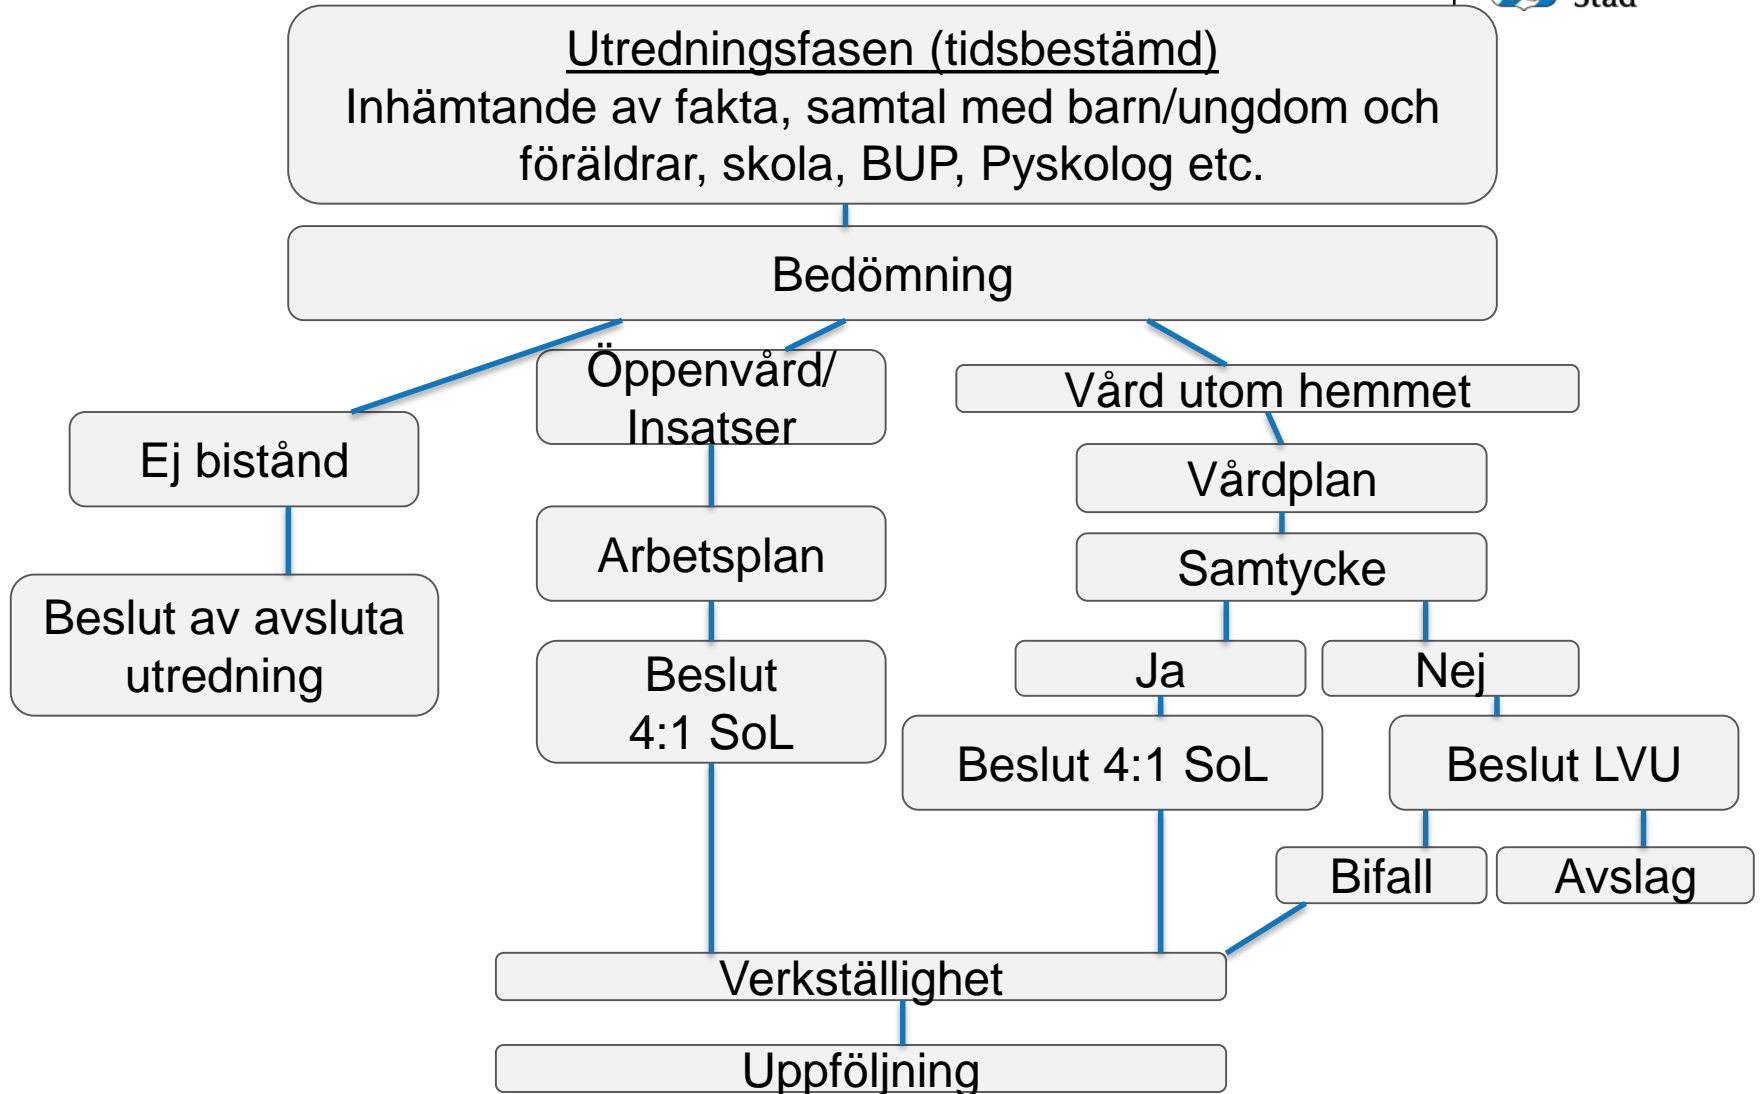 Stad
Utredningsfasen (tidsbestämd)
Inhämtande av fakta, samtal med barn/ungdom och
föräldrar, skola, BUP, Pyskolog etc.
Bedömning
Ej bistånd
Beslut av avsluta
utredning
Öppenvård/
Insatser
Arbetsplan
Beslut
4:1 SoL
Vård utom hemmet
Vårdplan
Samtycke
Ja
Nej
Beslut 4:1 SoL
Beslut LVU
Bifall
Avslag
Verkställighet
Uppföljning